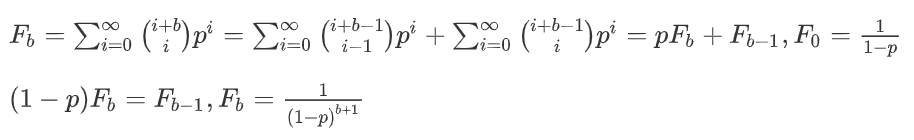 $F_b = \sum_{i=0}^{\infty} \binom{i+b}{i} p^i = \sum_{i=0}^{\infty} \binom{i+b-1}{i-1} p^i + \sum_{i=0}^{\infty} \binom{i+b-1}{i} p^i = pF_b + F_{b-1}, F_0 = \frac{1}{1-p}$
$(1-p)F_b = F_{b-1}, F_b = \frac{1}{(1-p)^{b+1}}$